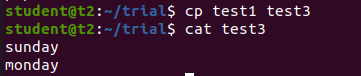 student@t2:~/trial$ cp test1 test3
student@t2:~/trial$ cat test3
sunday
monday